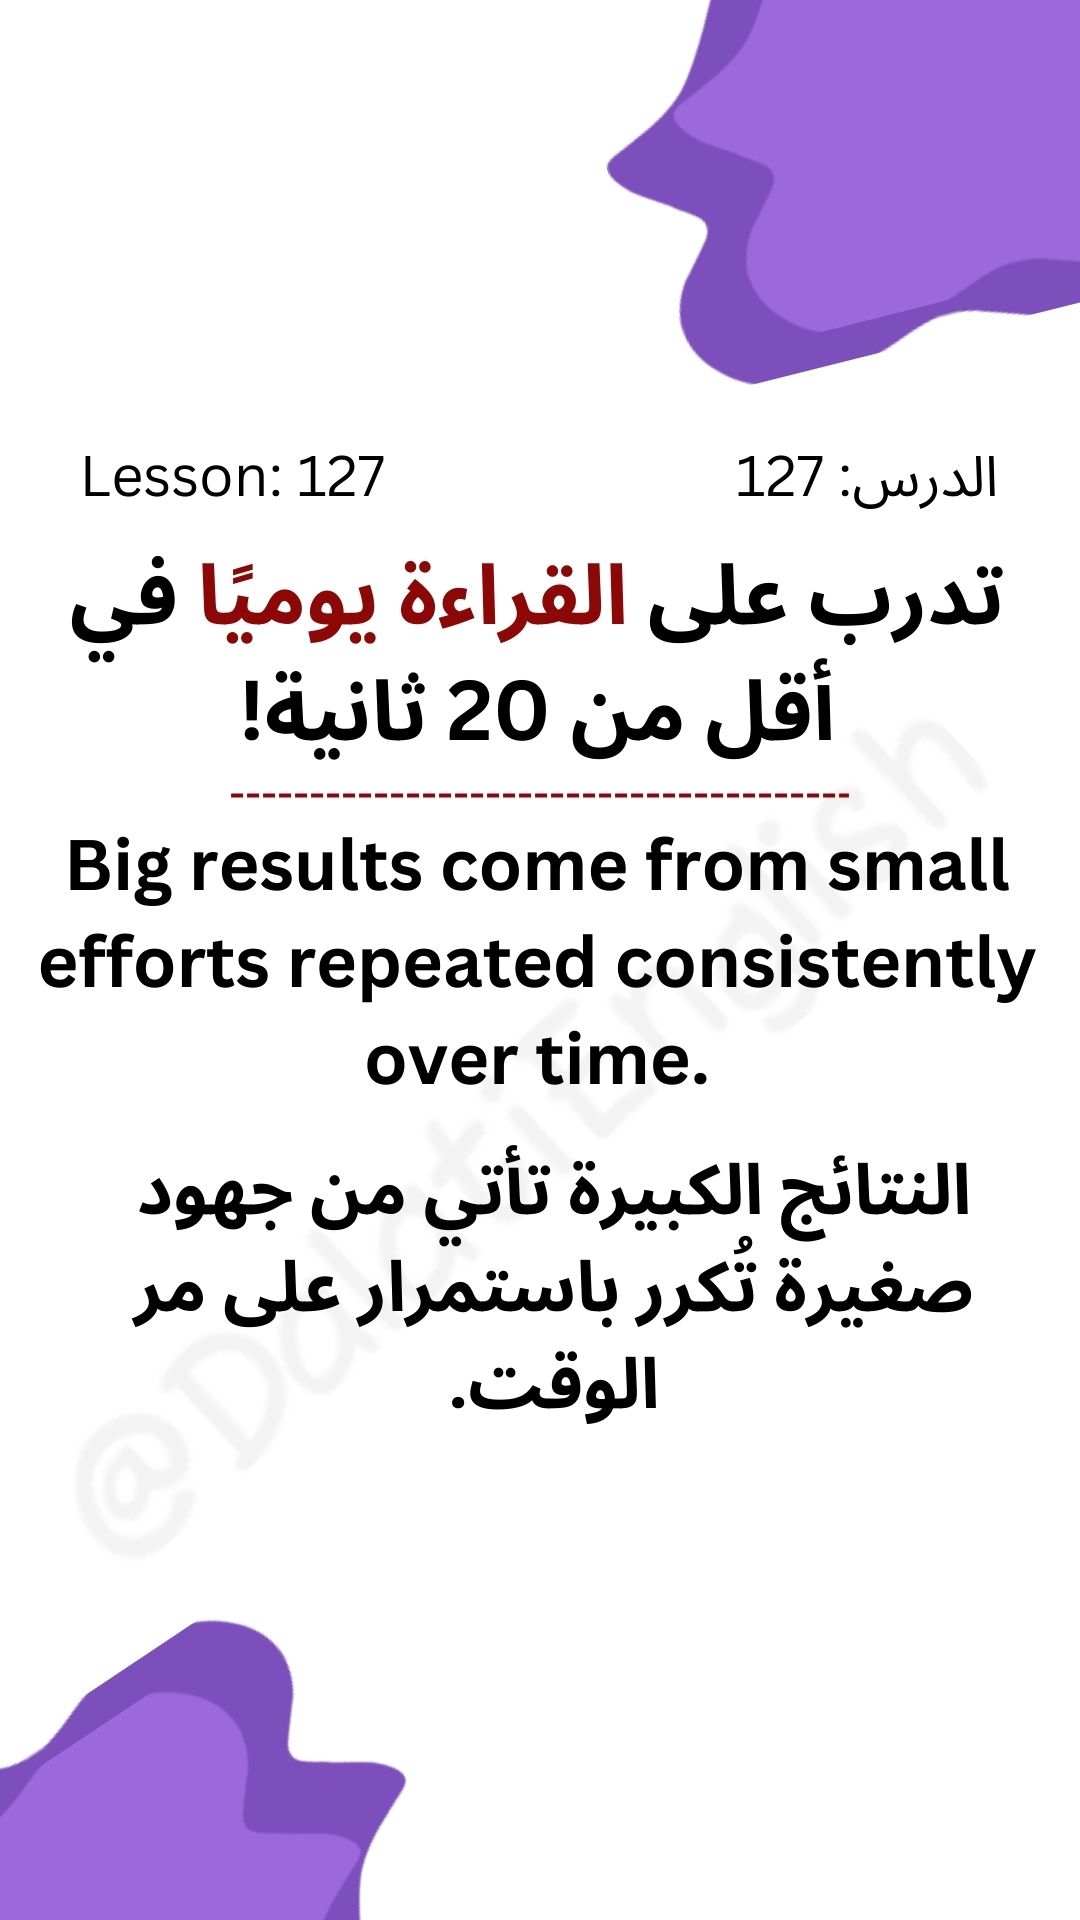 Lesson: 127
الدرس: 127
تدرب على القراءة يوميًا في
أقل من 20 ثانية!
Big results come from small
efforts repeated consistently
over time.
النتائج الكبيرة تأتي من جهود
صغيرة تُكرر باستمرار على مر
الوقت.
@DalatiEnglish